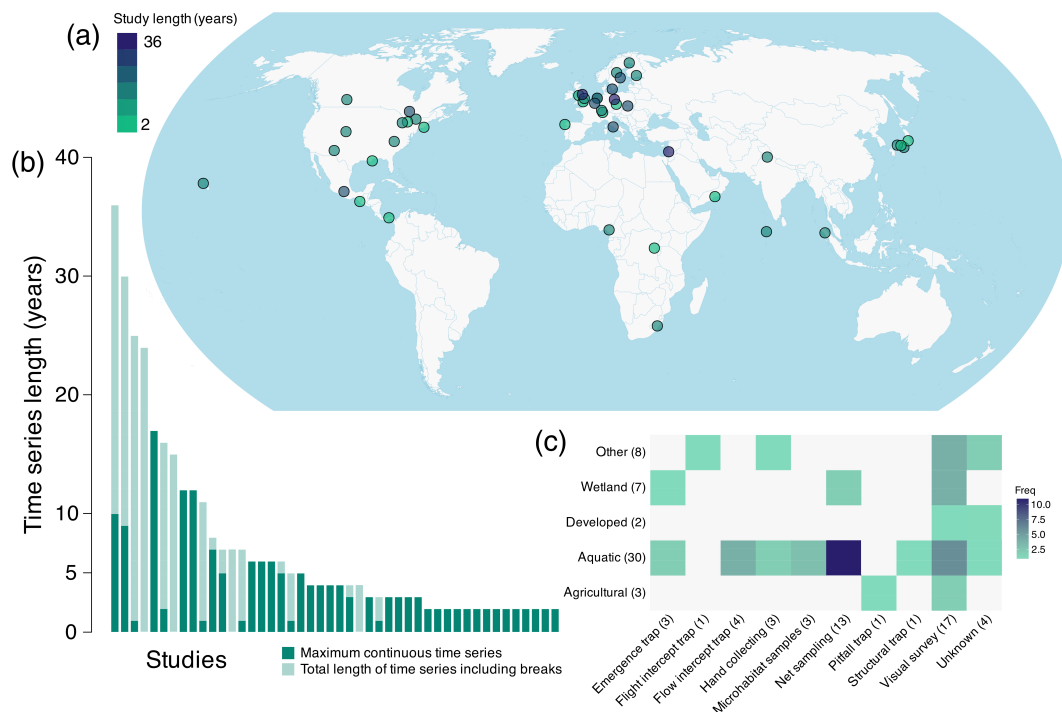 (a)
Study length (years)
36
2
(b)
Time series length (years)
40
30
20
10
5
0
Studies
Maximum continuous time series
Total length of time series including breaks
(c)
Other (8)
Wetland (7)
Developed (2)
Aquatic (30)
Agricultural (3)
Emergence trap (3)
Flight intercept trap (1)
Flow intercept trap (4)
Hand collecting (3)
Microhabitat samples (3)
Net sampling (13)
Pitfall trap (1)
Structural trap (1)
Visual survey (17)
Unknown (4)
Freq
10.0
7.5
5.0
2.5